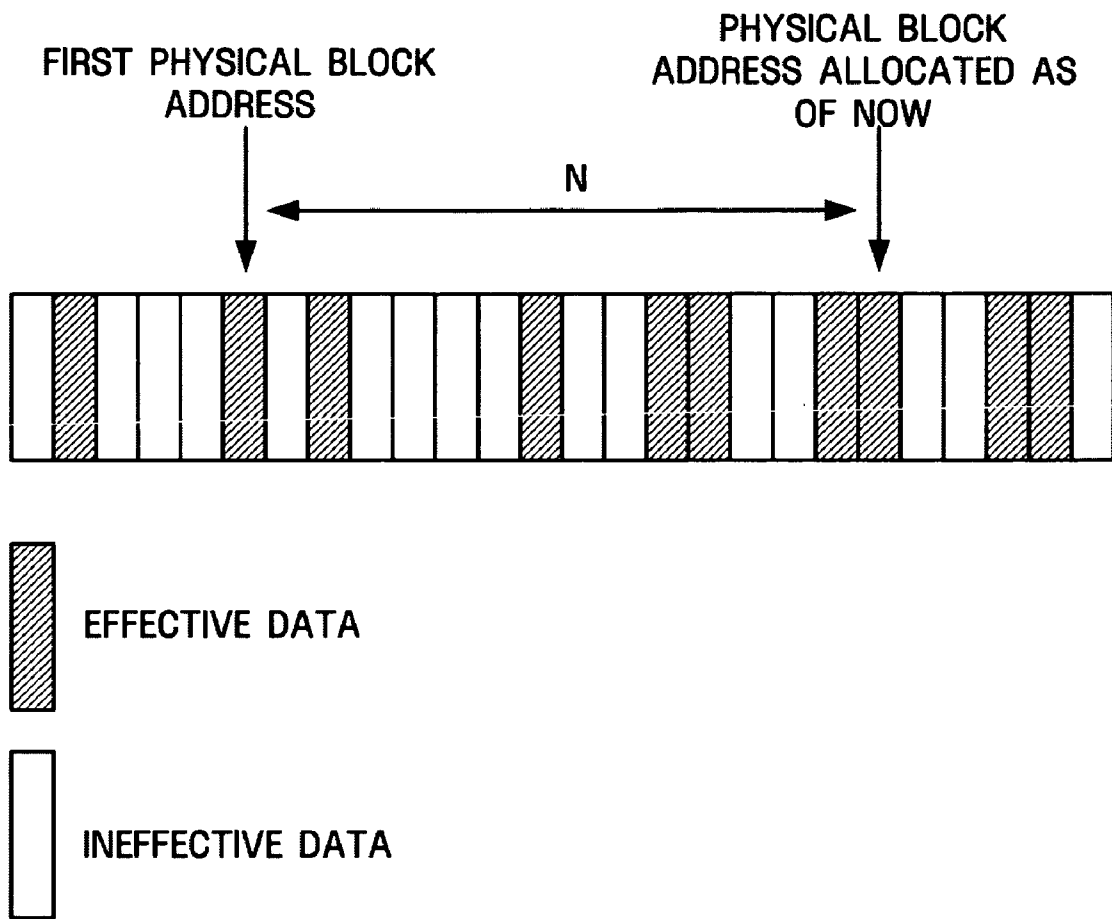 FIRST PHYSICAL BLOCK
ADDRESS
PHYSICAL BLOCK
ADDRESS ALLOCATED AS
OF NOW
N
EFFECTIVE DATA
INEFFECTIVE DATA